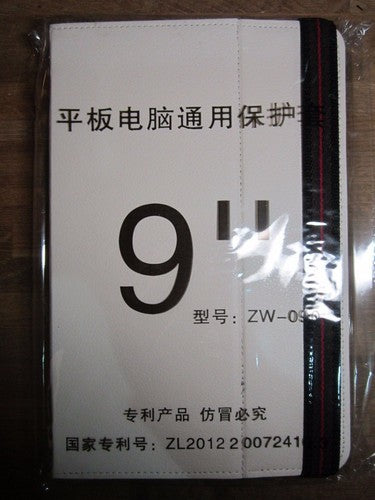 平板电脑通用保护套
9"
型号: ZW-09
专利产品 仿冒必究
国家专利号: ZL2012 2 0072410